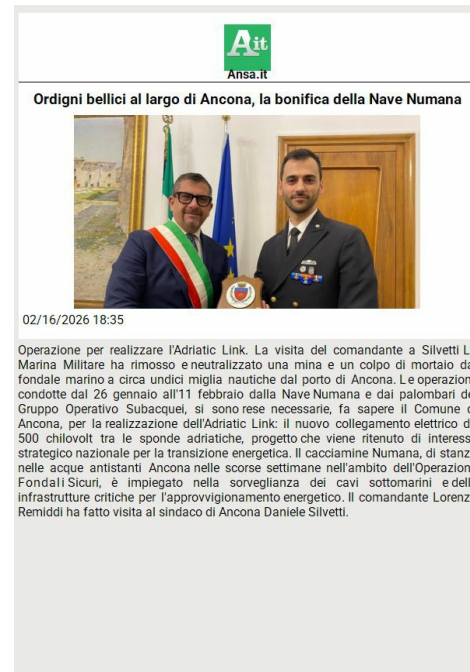 Ait
Ansa.it
Ordigni bellici al largo di Ancona, la bonifica della Nave Numana
02/16/2026 18:35
Operazione per realizzare l'Adriatic Link. La visita del comandante a Silvetti L
Marina Militare ha rimosso e neutralizzato una mina e un colpo di mortaio da
fondale marino a circa undici miglia nautiche dal porto di Ancona. Le operazion
condotte dal 26 gennaio all'11 febbraio dalla Nave Numana e dai palombari de
Gruppo Operativo Subacquei, si sono rese necessarie, fa sapere il Comune d
Ancona, per la realizzazione dell'Adriatic Link: il nuovo collegamento elettrico d
500 chilovolt tra le sponde adriatiche, progetto che viene ritenuto di interess
strategico nazionale per la transizione energetica. Il cacciamine Numana, di stanz
nelle acque antistanti Ancona nelle scorse settimane nell'ambito dell'Operazion
Fondali Sicuri, è impiegato nella sorveglianza dei cavi sottomarini e dell
infrastrutture critiche per l'approvvigionamento energetico. Il comandante Lorenz
Remiddi ha fatto visita al sindaco di Ancona Daniele Silvetti.